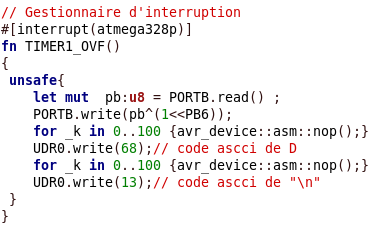 // Gestionnaire d'interruption
#[interrupt(atmega328p)]
fn TIMER1_OVF()
{
 unsafe{
    let mut  pb:u8 = PORTB.read() ;
    PORTB.write(pb^(1<<PB6));
    for _k in 0..100 {avr_device::asm::nop();}
    UDR0.write(68);// code ascci de D
    for _k in 0..100 {avr_device::asm::nop();}
    UDR0.write(13);// code ascci de "\n"
 }
}